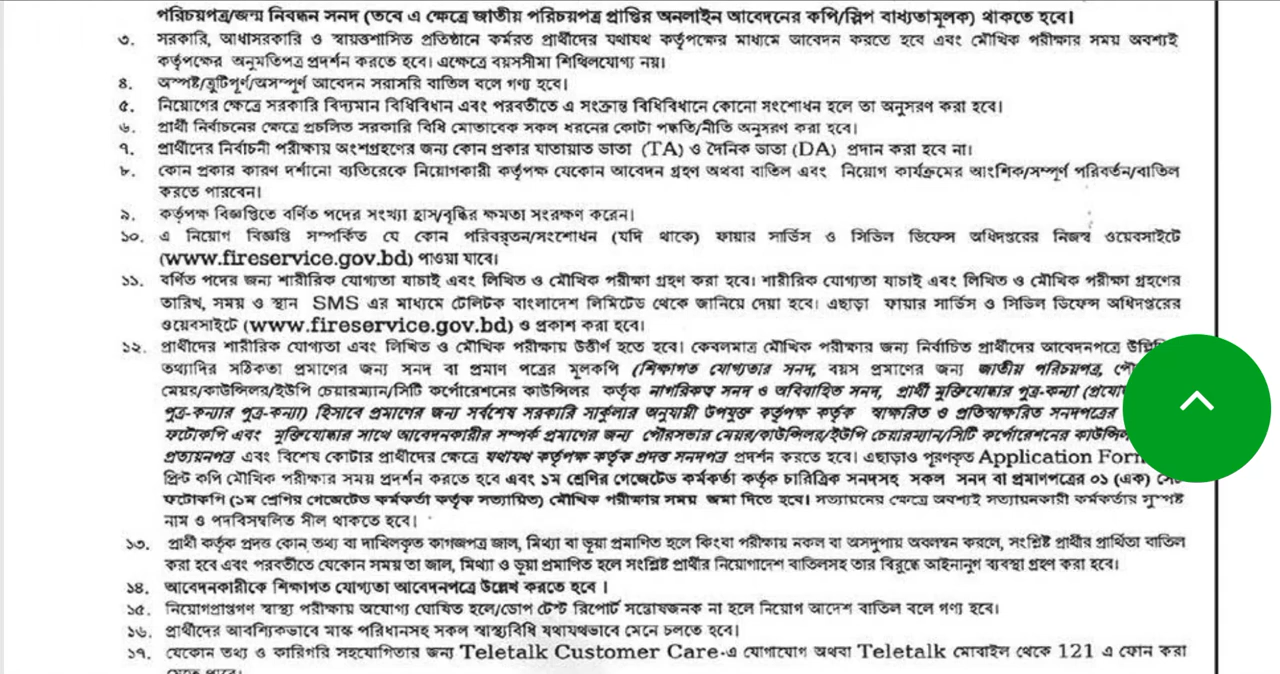 পরিচয়পত্র/জন্ম নিবন্ধন সনদ (তবে এ ক্ষেত্রে জাতীয় পরিচয়পত্র প্রাপ্তির অনলাইন আবেদনের কপি/স্লিপ বাধ্যতামূলক) থাকতে হবে।
৩. সরকারি, আধাসরকারি ও স্বায়ত্তশাসিত প্রতিষ্ঠানে কর্মরত প্রার্থীদের যথাযথ কর্তৃপক্ষের মাধ্যমে আবেদন করতে হবে এবং মৌখিক পরীক্ষার সময় অবশ্যই
কর্তৃপক্ষের অনুমতিপত্র প্রদর্শন করতে হবে। এক্ষেত্রে বয়সসীমা শিথিলযোগ্য নয়।
৪. অস্পষ্ট/ত্রুটিপূর্ণ/অসম্পূর্ণ আবেদন সরাসরি বাতিল বলে গণ্য হবে।
৫. নিয়োগের ক্ষেত্রে সরকারি বিদ্যমান বিধিবিধান এবং পরবর্তীতে এ সংক্রান্ত বিধিবিধানে কোনো সংশোধন হলে তা অনুসরণ করা হবে।
৬. প্রার্থী নির্বাচনের ক্ষেত্রে প্রচলিত সরকারি বিধি মোতাবেক সকল ধরনের কোটা পদ্ধতি/নীতি অনুসরণ করা হবে।
৭. প্রার্থীদের নির্বাচনী পরীক্ষায় অংশগ্রহণের জন্য কোন প্রকার যাতায়াত ভাতা (TA) ও দৈনিক ভাতা (DA) প্রদান করা হবে না।
৮. কোন প্রকার কারণ দর্শানো ব্যতিরেকে নিয়োগকারী কর্তৃপক্ষ যেকোন আবেদন গ্রহণ অথবা বাতিল এবং নিয়োগ কার্যক্রমের আংশিক/সম্পূর্ণ পরিবর্তন/বাতিল
করতে পারবেন।
৯. কর্তৃপক্ষ বিজ্ঞপ্তিতে বর্ণিত পদের সংখ্যা হ্রাস/বৃদ্ধির ক্ষমতা সংরক্ষণ করেন।
১০. এ নিয়োগ বিজ্ঞপ্তি সম্পর্কিত যে কোন পরিবর্তন/সংশোধন (যদি থাকে) ফায়ার সার্ভিস ও সিভিল ডিফেন্স অধিদপ্তরের নিজস্ব ওয়েবসাইটে
(www.fireservice.gov.bd) পাওয়া যাবে।
১১. বর্ণিত পদের জন্য শারীরিক যোগ্যতা যাচাই এবং লিখিত ও মৌখিক পরীক্ষা গ্রহণ করা হবে। শারীরিক যোগ্যতা যাচাই এবং লিখিত ও মৌখিক পরীক্ষা গ্রহণের
তারিখ, সময় ও স্থান SMS এর মাধ্যমে টেলিটক বাংলাদেশ লিমিটেড থেকে জানিয়ে দেয়া হবে। এছাড়া ফায়ার সার্ভিস ও সিভিল ডিফেন্স অধিদপ্তরের
ওয়েবসাইটে (www.fireservice.gov.bd) ও প্রকাশ করা হবে।
১২. প্রার্থীদের শারীরিক যোগ্যতা এবং লিখিত ও মৌখিক পরীক্ষায় উত্তীর্ণ হতে হবে। কেবলমাত্র মৌখিক পরীক্ষার জন্য নির্বাচিত প্রার্থীদের আবেদনপত্রে
তথ্যাদির সঠিকতা প্রমাণের জন্য সনদ বা প্রমাণ পত্রের মূলকপি (শিক্ষাগত যোগ্যতার সনদ, বয়স প্রমাণের জন্য জাতীয় পরিচয়পত্র,
মেয়র/কাউন্সিলর/ইউপি চেয়ারম্যান/সিটি কর্পোরেশনের কাউন্সিলর কর্তৃক নাগরিকত্ব সনদ ও অবিবাহিত সনদ, প্রার্থী মুক্তিযোদ্ধার পুত্র-কন্যা
পুত্র-কন্যার পুত্র-কন্যা) হিসাবে প্রমাণের জন্য সর্বশেষ সরকারি সার্কুলার অনুযায়ী উপযুক্ত কর্তৃপক্ষ কর্তৃক স্বাক্ষরিত ও প্রতিস্বাক্ষরিত সনদপত্রের
ফটোকপি এবং মুক্তিযোদ্ধার সাথে আবেদনকারীর সম্পর্ক প্রমাণের জন্য পৌরসভার মেয়র/কাউন্সিলর/ইউপি চেয়ারম্যান/সিটি কর্পোরেশনের
প্রত্যায়নপত্র এবং বিশেষ কোটার প্রার্থীদের ক্ষেত্রে যথাযথ কর্তৃপক্ষ কর্তৃক প্রদত্ত সনদপত্র প্রদর্শন করতে হবে। এছাড়াও পূরণকৃত Application
প্রিন্ট কপি মৌখিক পরীক্ষার সময় প্রদর্শন করতে হবে এবং ১ম শ্রেণির গেজেটেড কর্মকর্তা কর্তৃক চারিত্রিক সনদসহ সকল সনদ বা প্রমাণপত্রের ০১ (এক)
ফটোকপি (১ম শ্রেণির গেজেটেড কর্মকর্তা কর্তৃক সত্যায়িত) মৌখিক পরীক্ষার সময় জমা দিতে হবে। সত্যায়নের ক্ষেত্রে অবশ্যই সত্যায়নকারী কর্মকর্তার সুস্পষ্ট
নাম ও পদবিসম্বলিত সীল থাকতে হবে।
১৩. প্রার্থী কর্তৃক প্রদত্ত কোন তথ্য বা দাখিলকৃত কাগজপত্র জাল, মিথ্যা বা ভুয়া প্রমাণিত হলে কিংবা পরীক্ষায় নকল বা অসদুপায় অবলম্বন করলে, সংশ্লিষ্ট প্রার্থীর প্রার্থিতা বাতিল
করা হবে এবং পরবর্তীতে যেকোন সময় তা জাল, মিথ্যা ও ভূয়া প্রমাণিত হলে সংশ্লিষ্ট প্রার্থীর নিয়োগাদেশ বাতিলসহ তার বিরুদ্ধে আইনানুগ ব্যবস্থা গ্রহণ করা হবে।
১৪. আবেদনকারীকে শিক্ষাগত যোগ্যতা আবেদনপত্রে উল্লেখ করতে হবে ।
১৫. নিয়োগপ্রাপ্তগণ স্বাস্থ্য পরীক্ষায় অযোগ্য ঘোষিত হলে/ডোপ টেস্ট রিপোর্ট সন্তোষজনক না হলে নিয়োগ আদেশ বাতিল বলে গণ্য হবে।
১৬. প্রার্থীদের আবশ্যিকভাবে মাস্ক পরিধানসহ সকল স্বাস্থ্যবিধি যথাযথভাবে মেনে চলতে হবে।
১৭. যেকোন তথ্য ও কারিগরি সহযোগিতার জন্য Teletalk Customer Care-এ যোগাযোগ অথবা Teletalk মোবাইল থেকে 121 এ ফোন করা